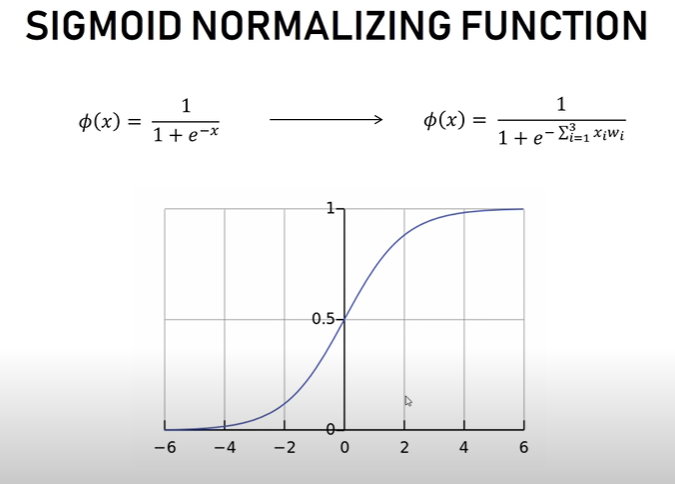 SIGMOID NORMALIZING FUNCTION
ϕ(x) = 1 / (1 + e^{−x}) ⟶ ϕ(x) = 1 / (1 + e^{−∑_{i=1}^{3} x_i w_i})
1
0.5
0
−6 −4 −2 0 2 4 6